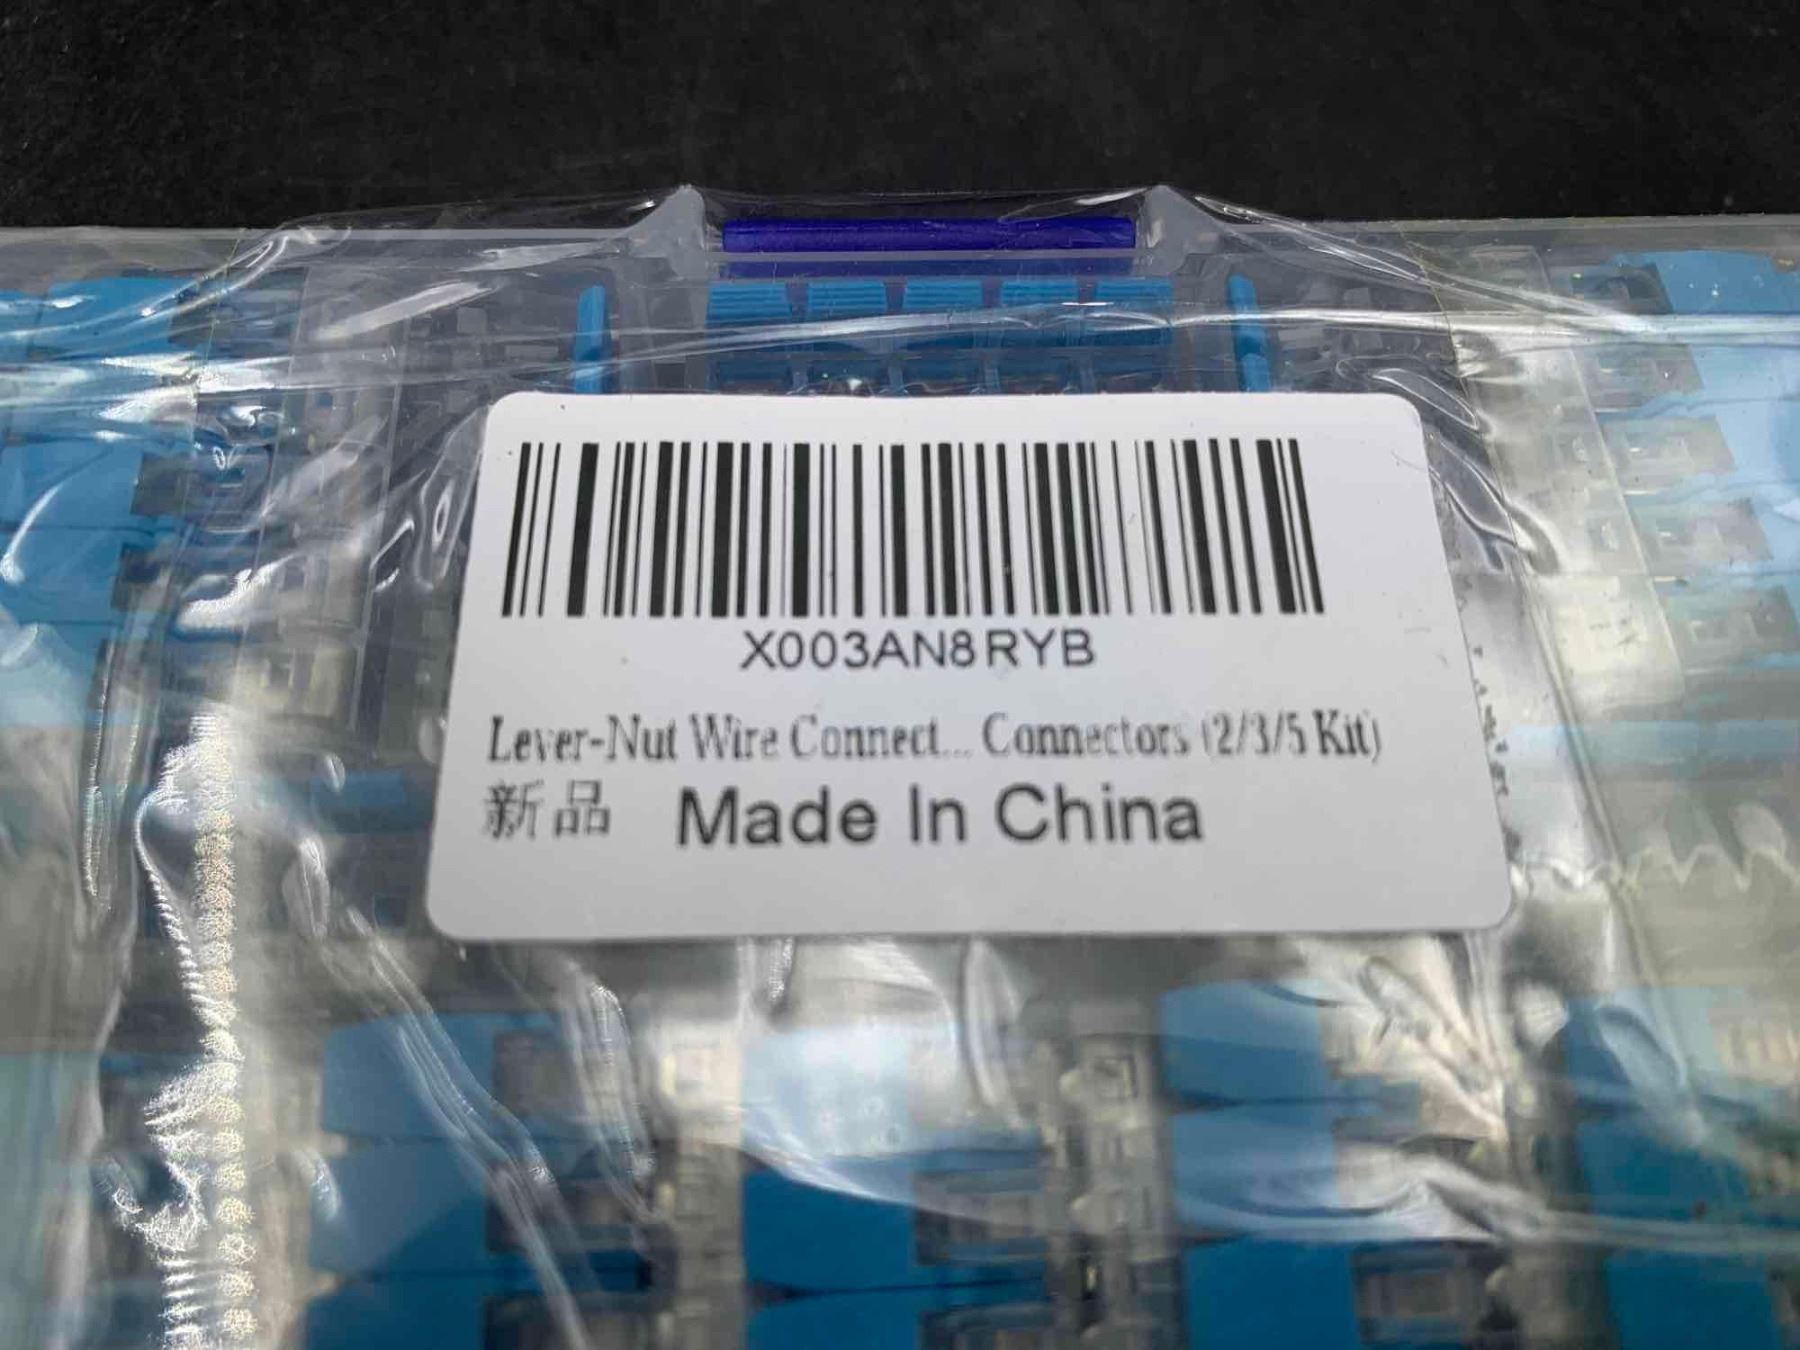 X003AN8RYB
Lever-Nut Wire Connect... Connectors (2/3/5 Kit)
新品 Made In China